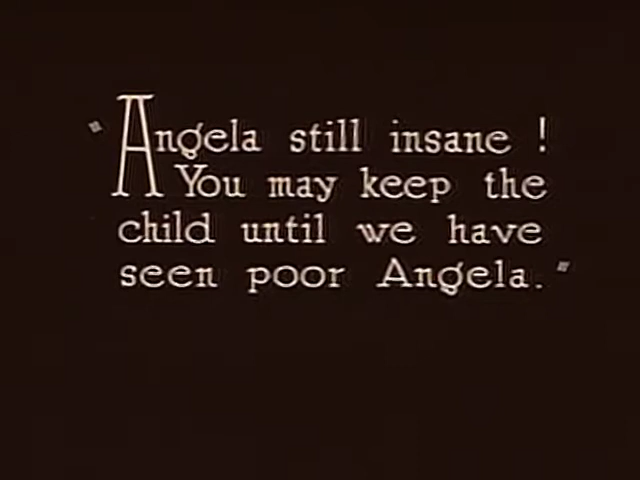 "Angela still insane!
You may keep the
child until we have
seen poor Angela."